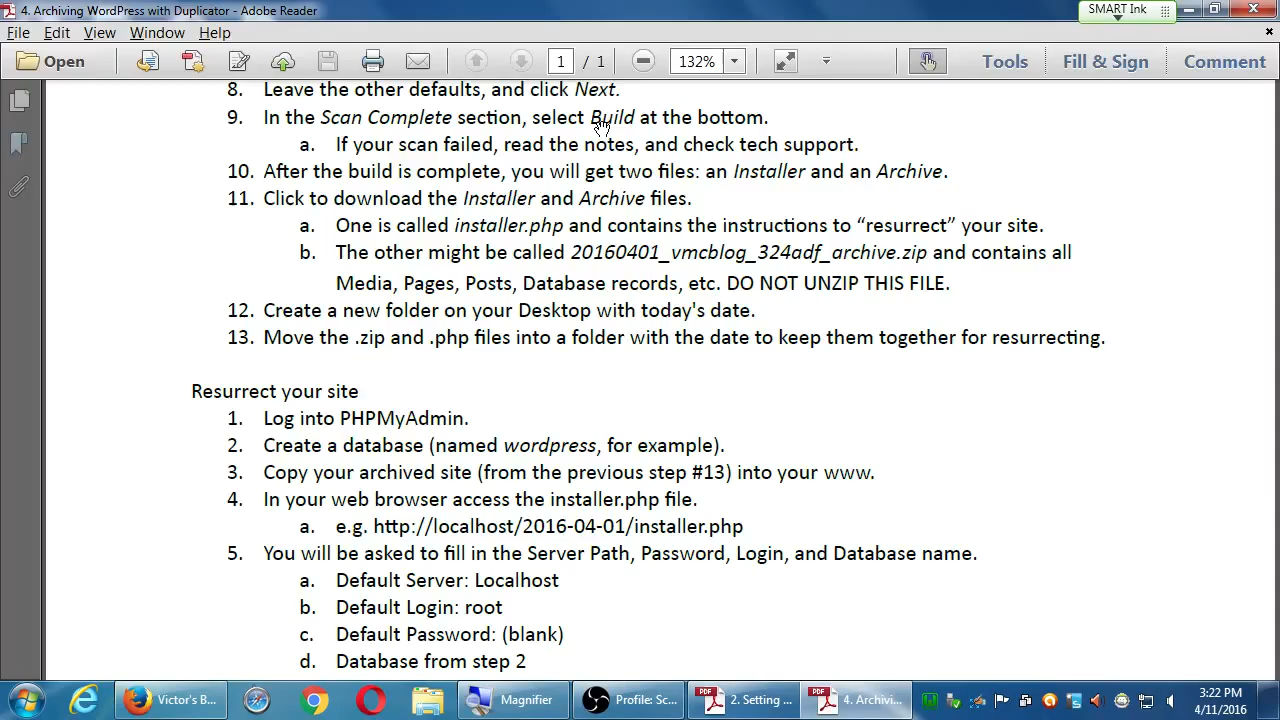 4. Archiving WordPress with Duplicator - Adobe Reader
SMART Ink
File Edit View Window Help
Open 1 / 1 132% Tools Fill & Sign Comment
8. Leave the other defaults, and click Next.
9. In the Scan Complete section, select Build at the bottom.
a. If your scan failed, read the notes, and check tech support.
10. After the build is complete, you will get two files: an Installer and an Archive.
11. Click to download the Installer and Archive files.
a. One is called installer.php and contains the instructions to “resurrect” your site.
b. The other might be called 20160401_vmcblog_324adf_archive.zip and contains all
Media, Pages, Posts, Database records, etc. DO NOT UNZIP THIS FILE.
12. Create a new folder on your Desktop with today's date.
13. Move the .zip and .php files into a folder with the date to keep them together for resurrecting.
Resurrect your site
1. Log into PHPMyAdmin.
2. Create a database (named wordpress, for example).
3. Copy your archived site (from the previous step #13) into your www.
4. In your web browser access the installer.php file.
a. e.g. http://localhost/2016-04-01/installer.php
5. You will be asked to fill in the Server Path, Password, Login, and Database name.
a. Default Server: Localhost
b. Default Login: root
c. Default Password: (blank)
d. Database from step 2
Victor's B... Magnifier Profile: Sc... PDF 2. Setting ... PDF 4. Archivi... 3:22 PM
4/11/2016